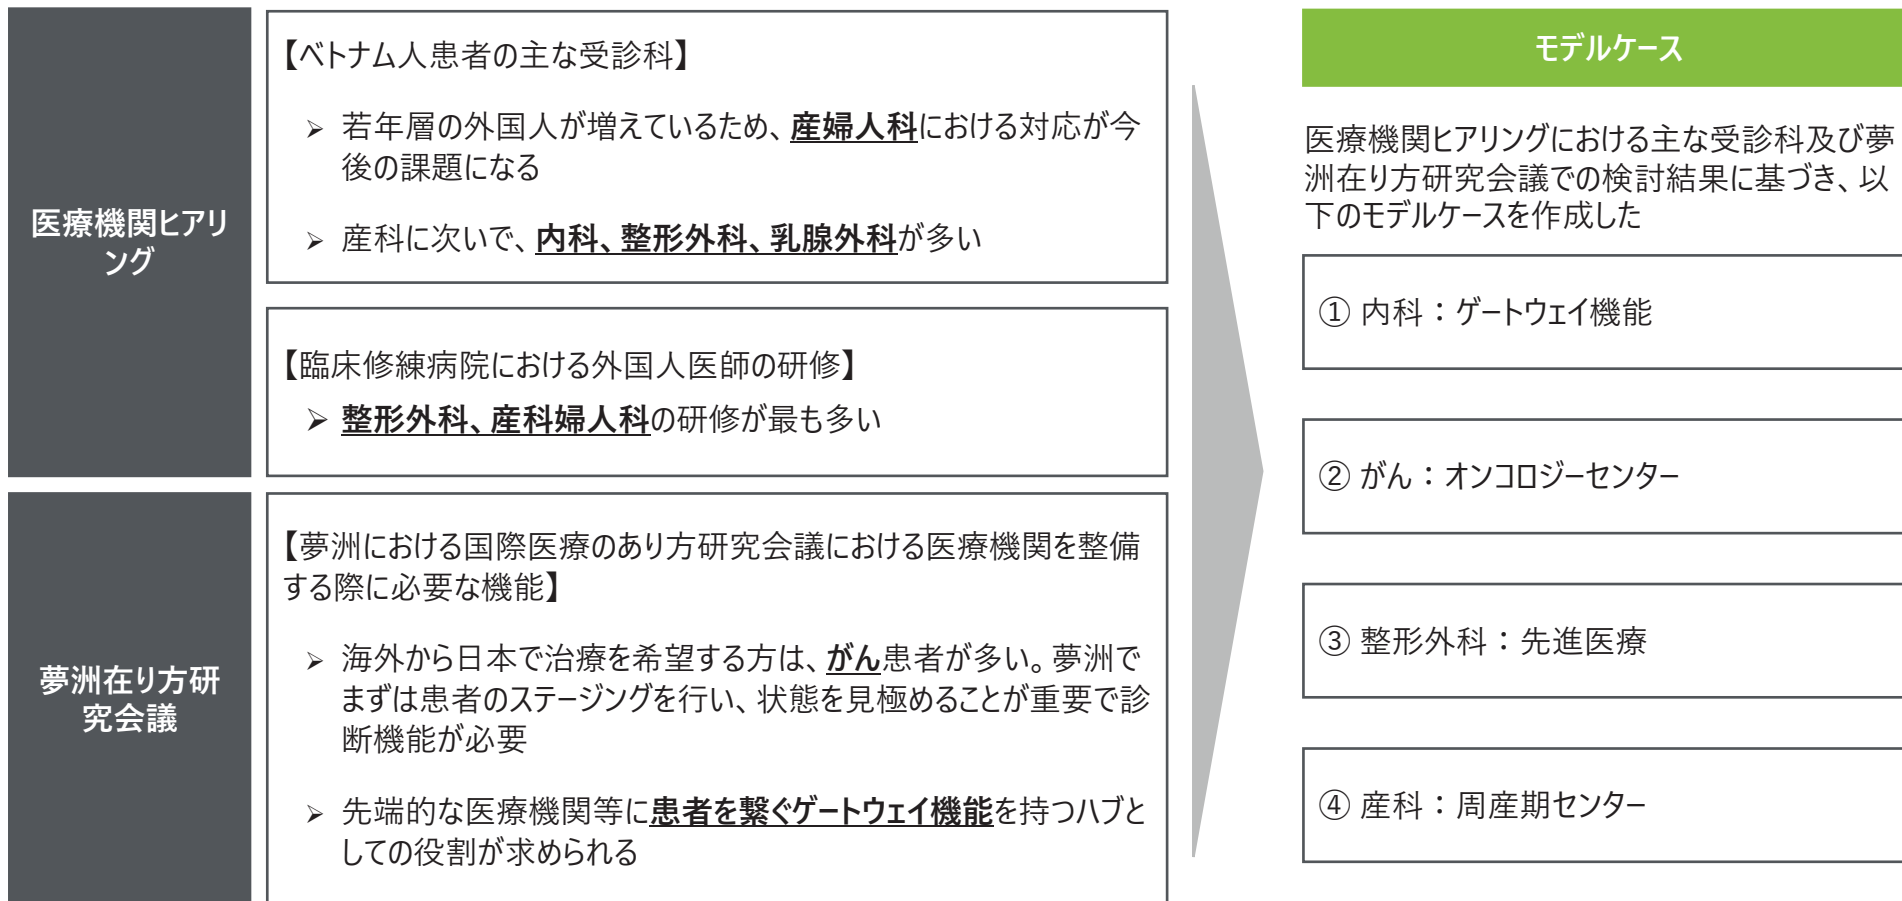 医療機関ヒアリ
ング
【ベトナム人患者の主な受診科】
➢ 若年層の外国人が増えているため、産婦人科における対応が今
後の課題になる
➢ 産科に次いで、内科、整形外科、乳腺外科が多い
【臨床修練病院における外国人医師の研修】
➢ 整形外科、産科婦人科の研修が最も多い
夢洲在り方研
究会議
【夢洲における国際医療のあり方研究会議における医療機関を整備
する際に必要な機能】
➢ 海外から日本で治療を希望する方は、がん患者が多い。夢洲で
まずは患者のステージングを行い、状態を見極めることが重要で診
断機能が必要
➢ 先端的な医療機関等に患者を繋ぐゲートウェイ機能を持つハブと
しての役割が求められる
モデルケース
医療機関ヒアリングにおける主な受診科及び夢
洲在り方研究会議での検討結果に基づき、以
下のモデルケースを作成した
① 内科：ゲートウェイ機能
② がん：オンコロジーセンター
③ 整形外科：先進医療
④ 産科：周産期センター